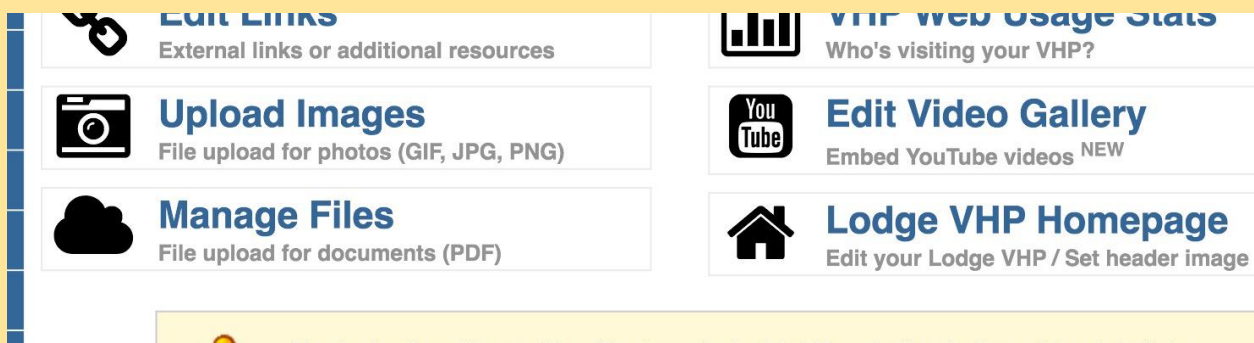 Edit Links
External links or additional resources
Upload Images
File upload for photos (GIF, JPG, PNG)
Manage Files
File upload for documents (PDF)
VHP Web Usage Stats
Who's visiting your VHP?
You
Tube
Edit Video Gallery
Embed YouTube videos NEW
Lodge VHP Homepage
Edit your Lodge VHP / Set header image